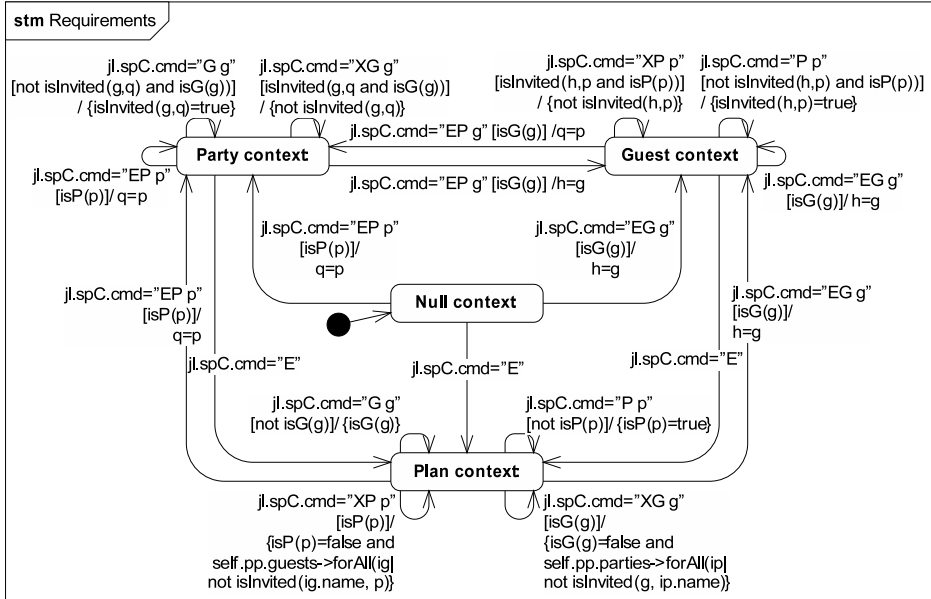 stm Requirements
jl.spC.cmd="G g"
[not isInvited(g,q) and isG(g))]
/ {isInvited(g,q)=true}
jl.spC.cmd="XG g"
[isInvited(g,q and isG(g))]
/ {not isInvited(g,q)}
jl.spC.cmd="XP p"
[isInvited(h,p and isP(p))]
/ {not isInvited(h,p)}
jl.spC.cmd="P p"
[not isInvited(h,p) and isP(p))]
/ {isInvited(h,p)=true}
jl.spC.cmd="EP g" [isG(g)] /q=p
Party context
Guest context
jl.spC.cmd="EP g" [isG(g)] /h=g
jl.spC.cmd="EP p"
[isP(p)]/ q=p
jl.spC.cmd="EG g"
[isG(g)]/ h=g
jl.spC.cmd="EP p"
[isP(p)]/
q=p
jl.spC.cmd="EG g"
[isG(g)]/
h=g
jl.spC.cmd="EP p"
[isP(p)]/
q=p
Null context
jl.spC.cmd="EG g"
[isG(g)]/
h=g
jl.spC.cmd="E"
jl.spC.cmd="E"
jl.spC.cmd="E"
jl.spC.cmd="G g"
[not isG(g)]/ {isG(g)}
jl.spC.cmd="P p"
[not isP(p)]/ {isP(p)=true}
Plan context
jl.spC.cmd="XP p"
[isP(p)]/
{isP(p)=false and
self.pp.guests->forAll(ig|
not isInvited(ig.name, p)}
jl.spC.cmd="XG g"
[isG(g)]/
{isG(g)=false and
self.pp.parties->forAll(ip|
not isInvited(g, ip.name)}